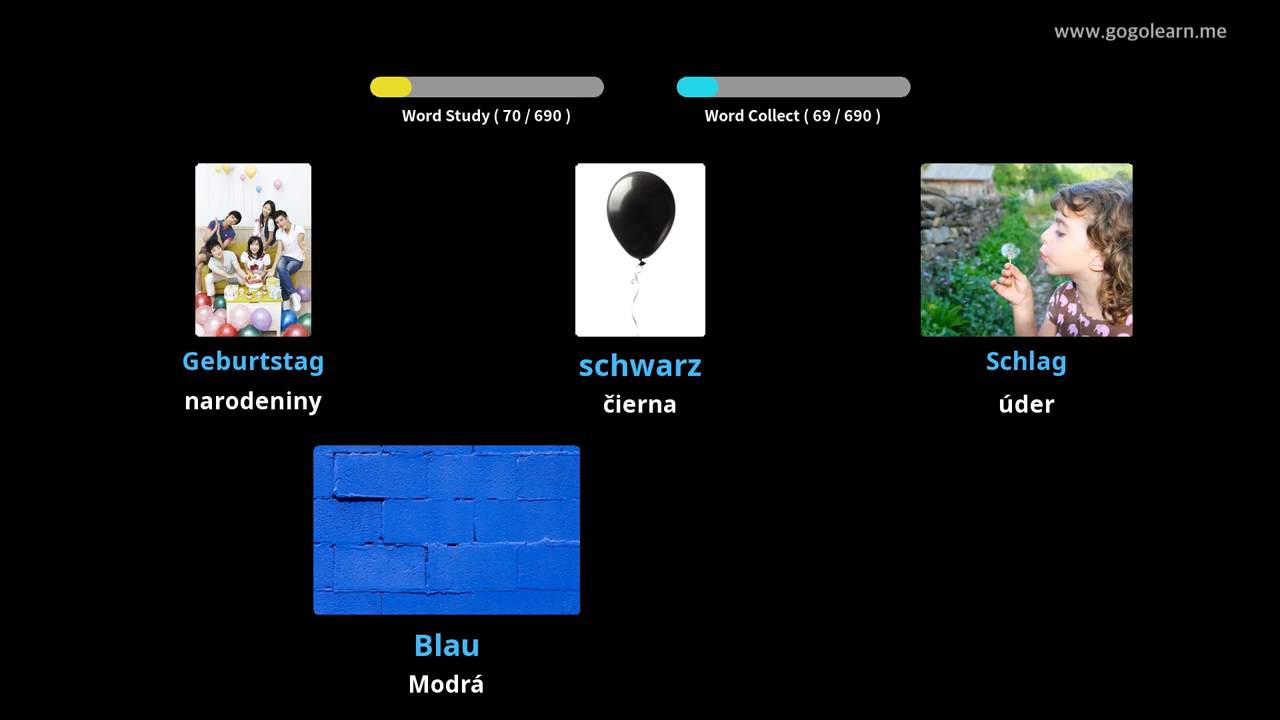 www.gogolearn.me
Word Study ( 70 / 690 )
Word Collect ( 69 / 690 )
Geburtstag
narodeniny
schwarz
čierna
Schlag
úder
Blau
Modrá